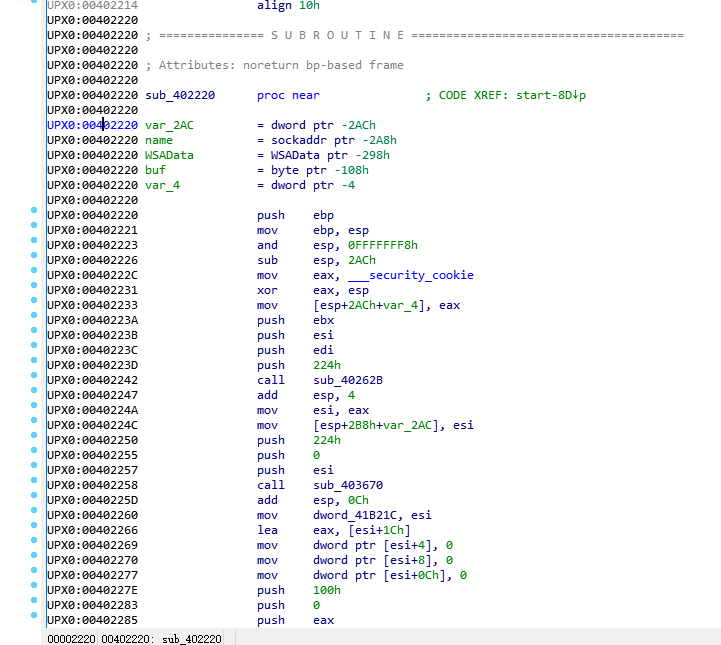 UPX0:00402214 align 10h
UPX0:00402220
UPX0:00402220 ; =============== S U B R O U T I N E =======================================
UPX0:00402220
UPX0:00402220 ; Attributes: noreturn bp-based frame
UPX0:00402220
UPX0:00402220 sub_402220 proc near ; CODE XREF: start-8D↓p
UPX0:00402220
UPX0:00402220 var_2AC = dword ptr -2ACh
UPX0:00402220 name = sockaddr ptr -2A8h
UPX0:00402220 WSAData = WSAData ptr -298h
UPX0:00402220 buf = byte ptr -108h
UPX0:00402220 var_4 = dword ptr -4
UPX0:00402220
UPX0:00402220 push ebp
UPX0:00402221 mov ebp, esp
UPX0:00402223 and esp, 0FFFFFFF8h
UPX0:00402226 sub esp, 2ACh
UPX0:0040222C mov eax, ___security_cookie
UPX0:00402231 xor eax, esp
UPX0:00402233 mov [esp+2ACh+var_4], eax
UPX0:0040223A push ebx
UPX0:0040223B push esi
UPX0:0040223C push edi
UPX0:0040223D push 224h
UPX0:00402242 call sub_40262B
UPX0:00402247 add esp, 4
UPX0:0040224A mov esi, eax
UPX0:0040224C mov [esp+2B8h+var_2AC], esi
UPX0:00402250 push 224h
UPX0:00402255 push 0
UPX0:00402257 push esi
UPX0:00402258 call sub_403670
UPX0:0040225D add esp, 0Ch
UPX0:00402260 mov dword_41B21C, esi
UPX0:00402266 lea eax, [esi+1Ch]
UPX0:00402269 mov dword ptr [esi+4], 0
UPX0:00402270 mov dword ptr [esi+8], 0
UPX0:00402277 mov dword ptr [esi+0Ch], 0
UPX0:0040227E push 100h
UPX0:00402283 push 0
UPX0:00402285 push eax
00002220 00402220: sub_402220